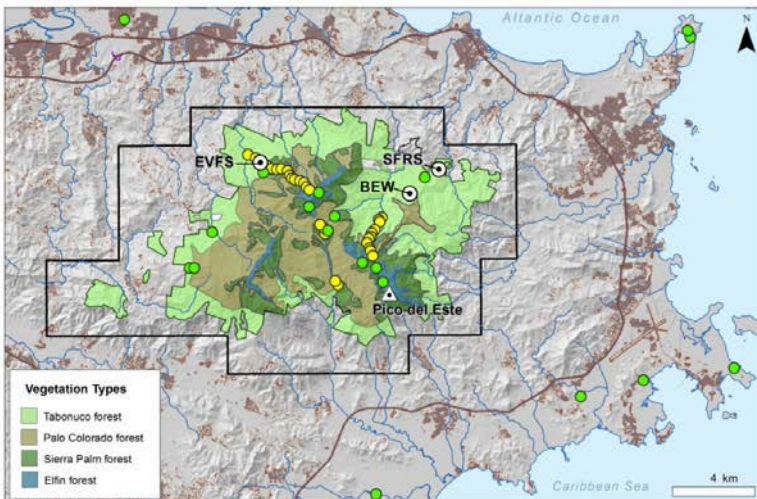 Altantic Ocean
N
EVFS
SFRS
BEW
Pico del Este
Vegetation Types
Tabonuco forest
Palo Colorado forest
Sierra Palm forest
Elfin forest
4 km
Caribbean Sea